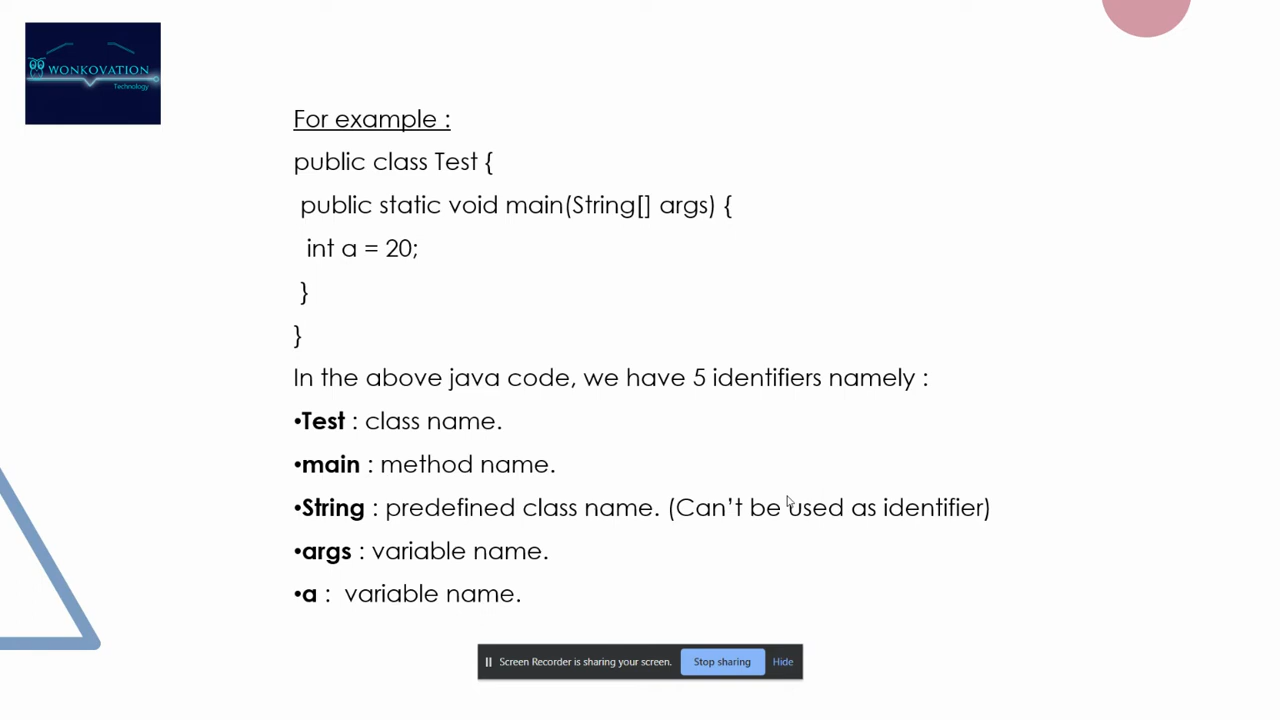 WONKOVATION
Technology
For example :
public class Test {
public static void main(String[] args) {
int a = 20;
}
}
In the above java code, we have 5 identifiers namely :
•Test : class name.
•main : method name.
•String : predefined class name. (Can’t be used as identifier)
•args : variable name.
•a : variable name.
Screen Recorder is sharing your screen. Stop sharing Hide